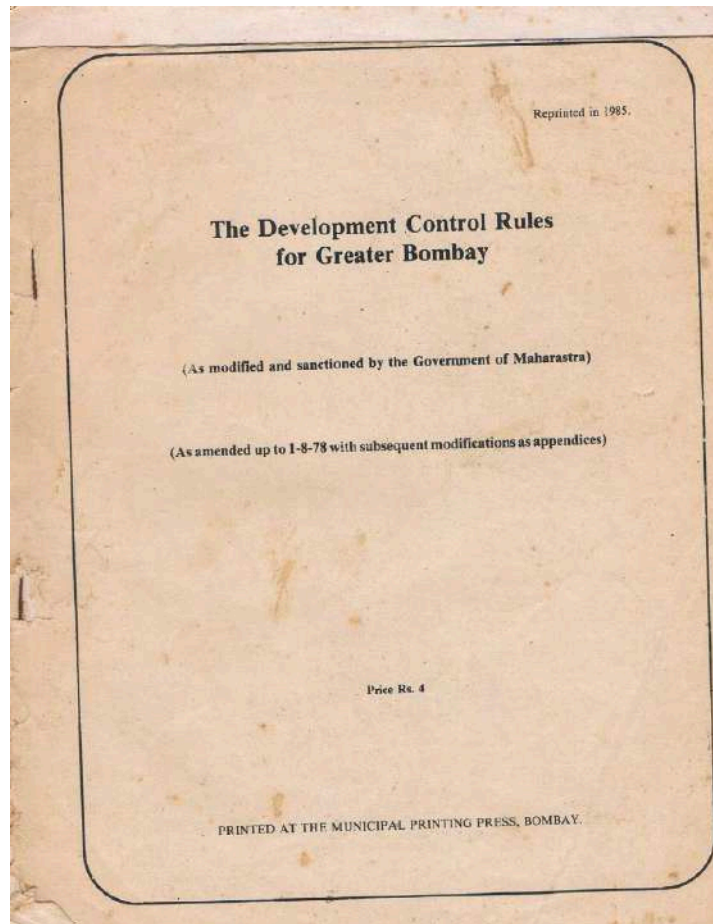 Reprinted in 1985.
The Development Control Rules
for Greater Bombay
(As modified and sanctioned by the Government of Maharastra)
(As amended up to 1-8-78 with subsequent modifications as appendices)
Price Rs. 4
PRINTED AT THE MUNICIPAL PRINTING PRESS, BOMBAY.